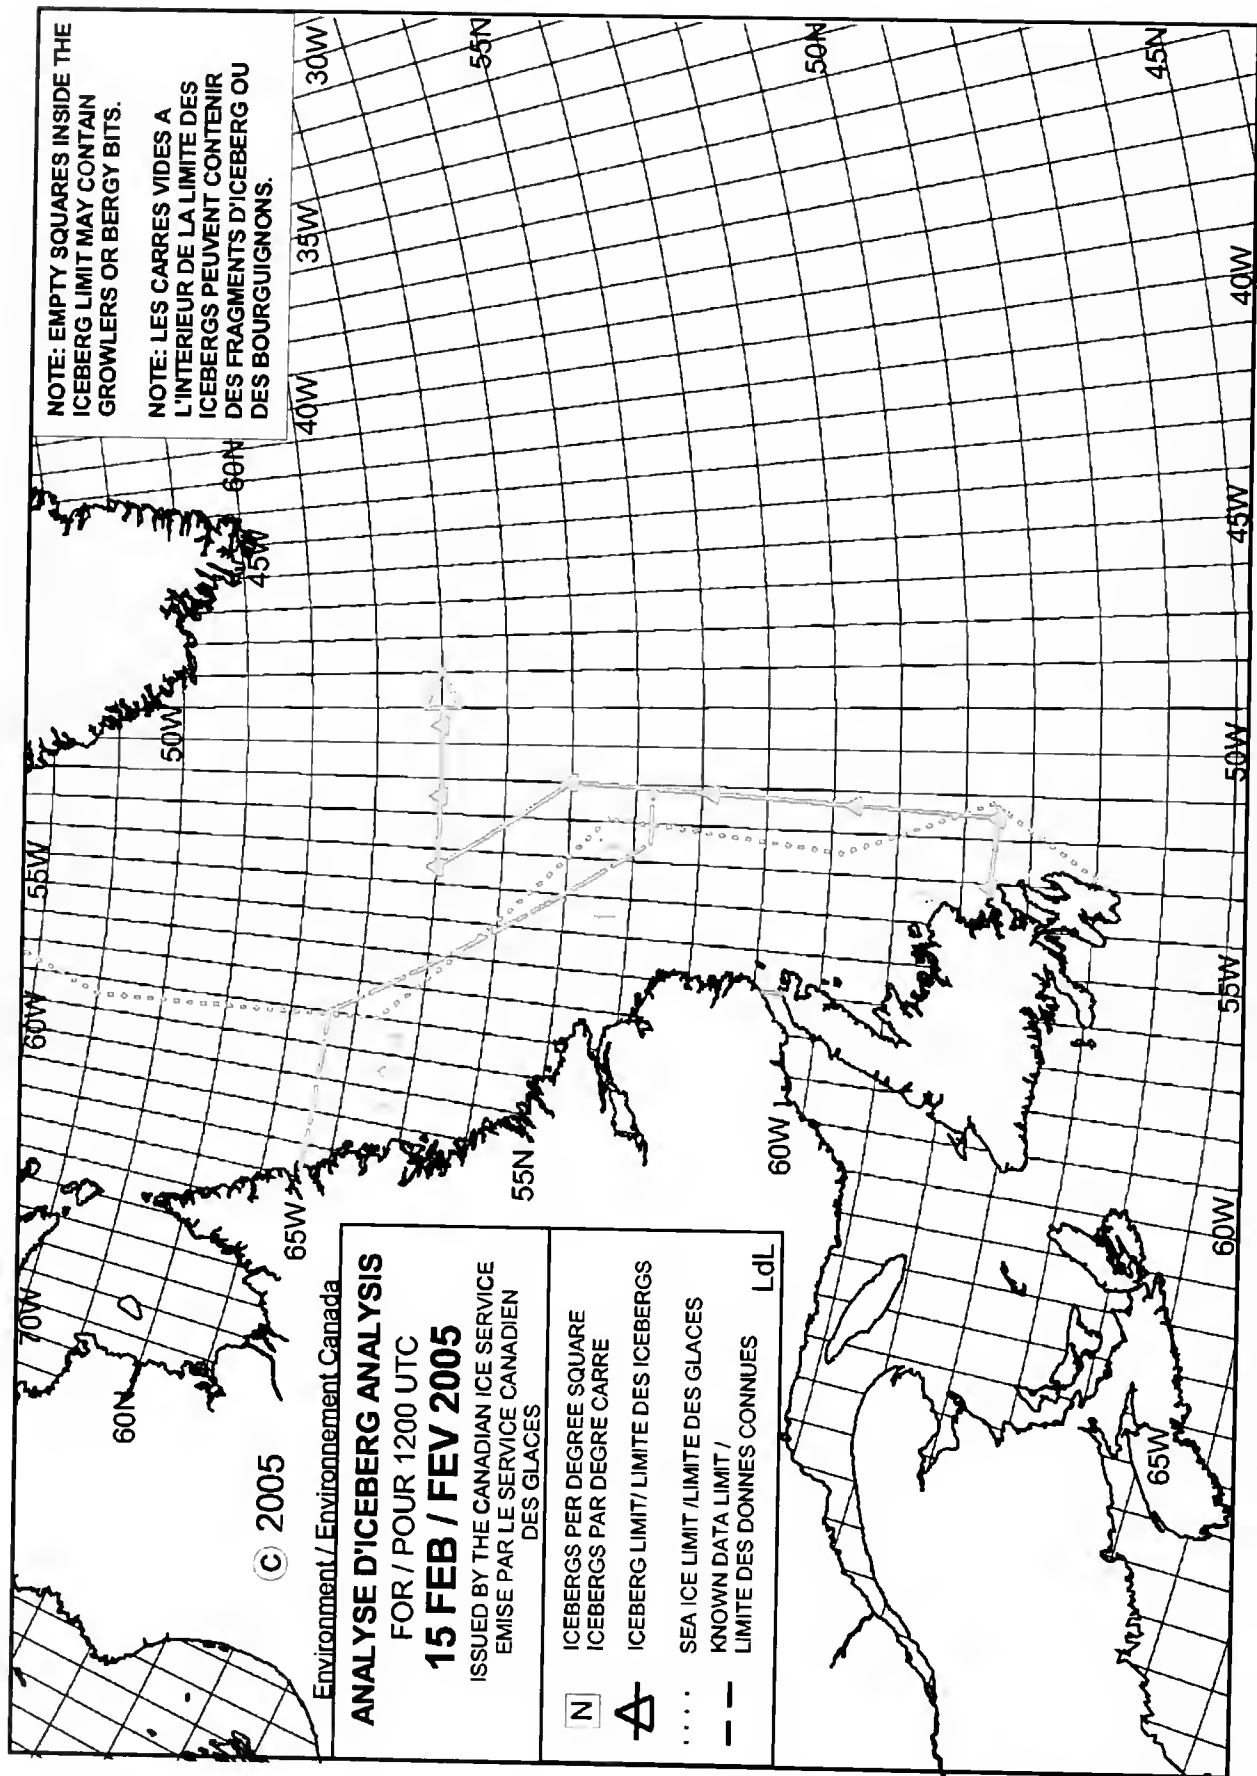 NOTE: EMPTY SQUARES INSIDE THE
ICEBERG LIMIT MAY CONTAIN
GROWLERS OR BERGY BITS.
NOTE: LES CARRES VIDES A
L'INTERIEUR DE LA LIMITE DES
ICEBERGS PEUVENT CONTENIR
DES FRAGMENTS D'ICEBERG OU
DES BOURGUIGNONS.
70W
60W
55W
50W
60N
45W
40W
35W
30W
55N
50N
45N
60N
65W
55N
60W
65W
60W
55W
50W
45W
40W
© 2005
Environment / Environnement Canada
ANALYSE D'ICEBERG ANALYSIS
FOR / POUR 1200 UTC
15 FEB / FEV 2005
ISSUED BY THE CANADIAN ICE SERVICE
EMISE PAR LE SERVICE CANADIEN
DES GLACES
N
ICEBERGS PER DEGREE SQUARE
ICEBERGS PAR DEGRE CARRE
ICEBERG LIMIT/ LIMITE DES ICEBERGS
SEA ICE LIMIT /LIMITE DES GLACES
KNOWN DATA LIMIT /
LIMITE DES DONNES CONNUES
LdL